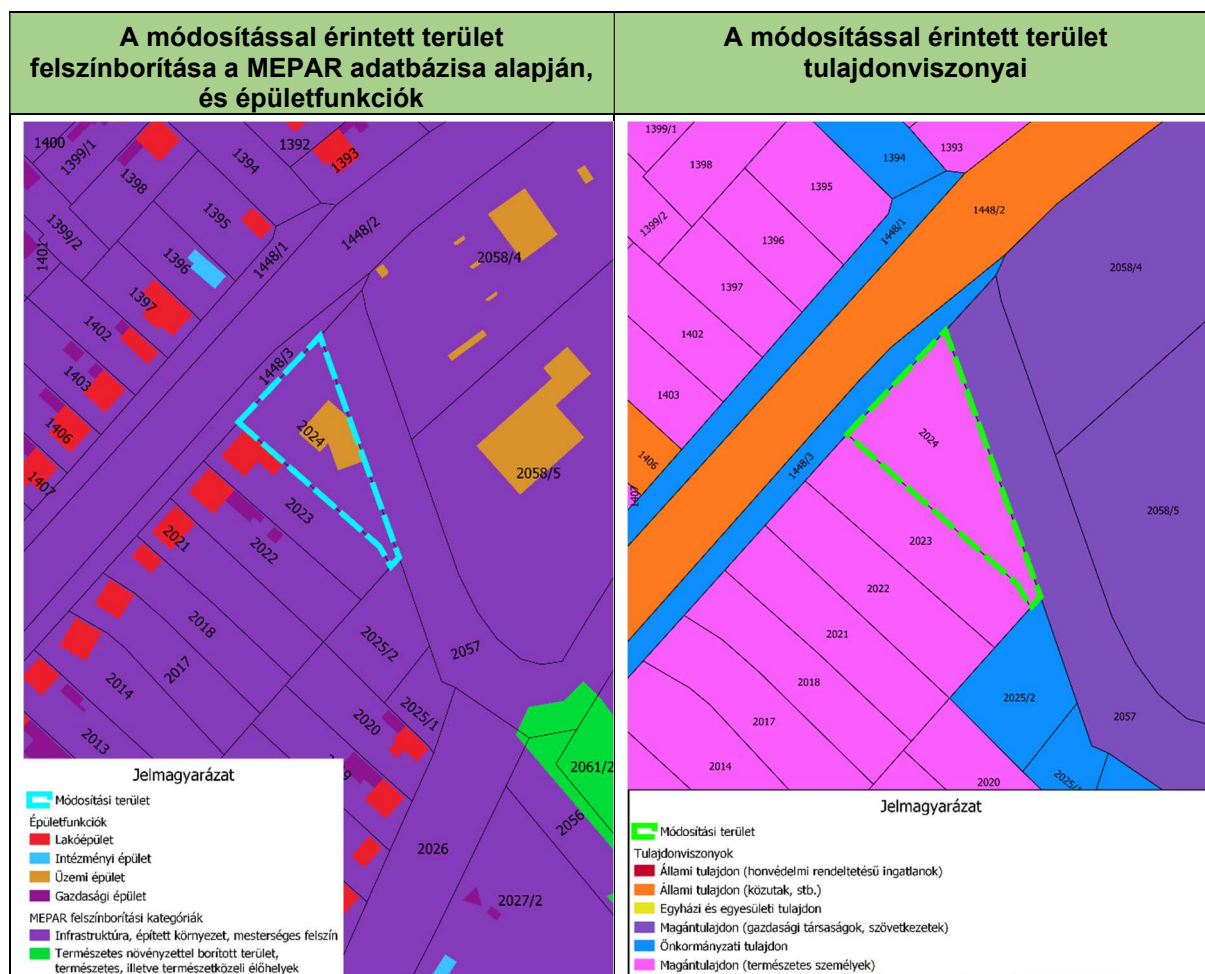 A módosítással érintett terület
felszínborítása a MEPAR adatbázisa alapján,
és épületfunkciók
A módosítással érintett terület
tulajdonviszonyai
1400
1399/1
1398
1394
1392
1393
1395
1399/2
1401
1396
1448/1
1448/2
2058/4
1397
1402
1403
1448/3
1406
2024
1407
2058/5
2023
2021
2022
2018
2025/2
2057
2017
2014
2025/1
2020
2013
2061/2
2056
2026
2027/2
Jelmagyarázat
Módosítási terület
Épületfunkciók
Lakóépület
Intézményi épület
Üzemi épület
Gazdasági épület
MEPAR felszínborítási kategóriák
Infrastruktúra, épített környezet, mesterséges felszín
Természetes növényzettel borított terület,
természetes, illetve természetközeli élőhelyek
1399/1
1398
1394
1393
1395
1399/2
1396
1448/1
1448/2
2058/4
1397
1402
1403
1406
1407
1448/3
2024
2058/5
2023
2022
2021
2018
2025/2
2057
2017
2014
2020
Jelmagyarázat
Módosítási terület
Tulajdonviszonyok
Állami tulajdon (honvédelmi rendeltetésű ingatlanok)
Állami tulajdon (közutak, stb.)
Egyházi és egyesületi tulajdon
Magántulajdon (gazdasági társaságok, szövetkezetek)
Önkormányzati tulajdon
Magántulajdon (természetes személyek)